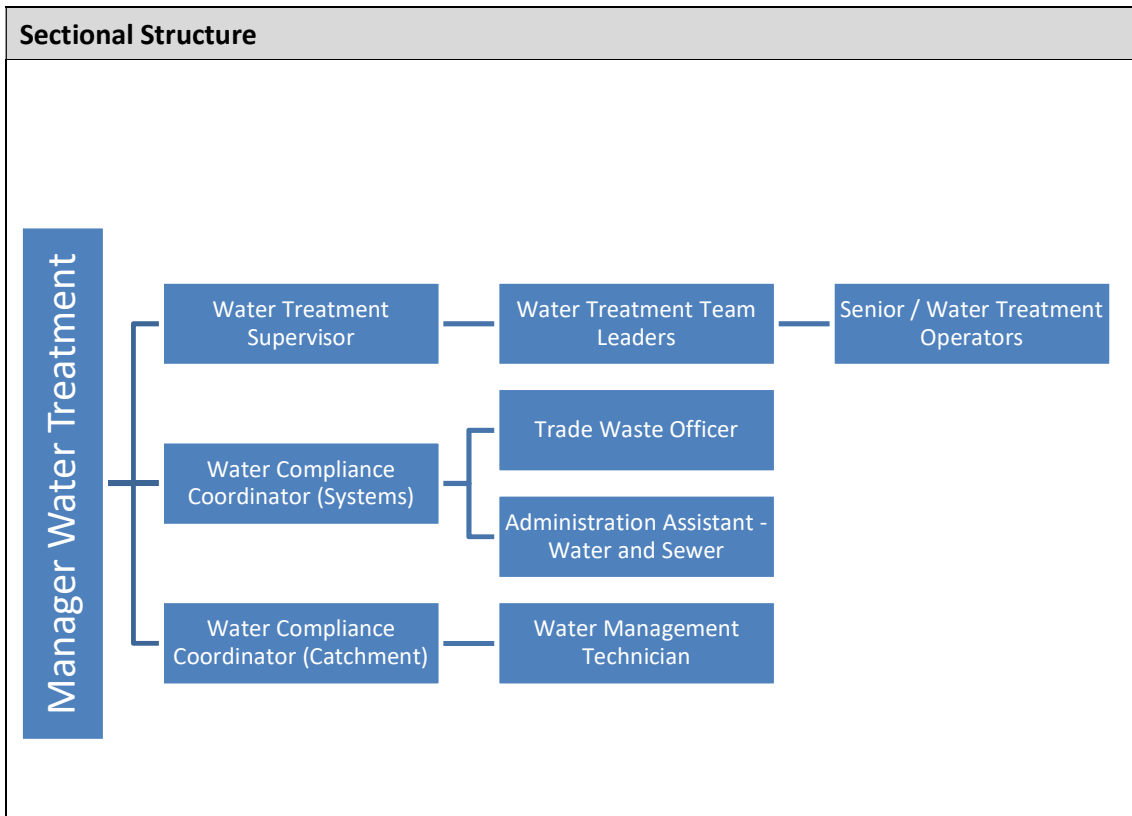 Sectional Structure
Manager Water Treatment
Water Treatment
Supervisor
Water Treatment Team
Leaders
Senior / Water Treatment
Operators
Water Compliance
Coordinator (Systems)
Trade Waste Officer
Administration Assistant -
Water and Sewer
Water Compliance
Coordinator (Catchment)
Water Management
Technician